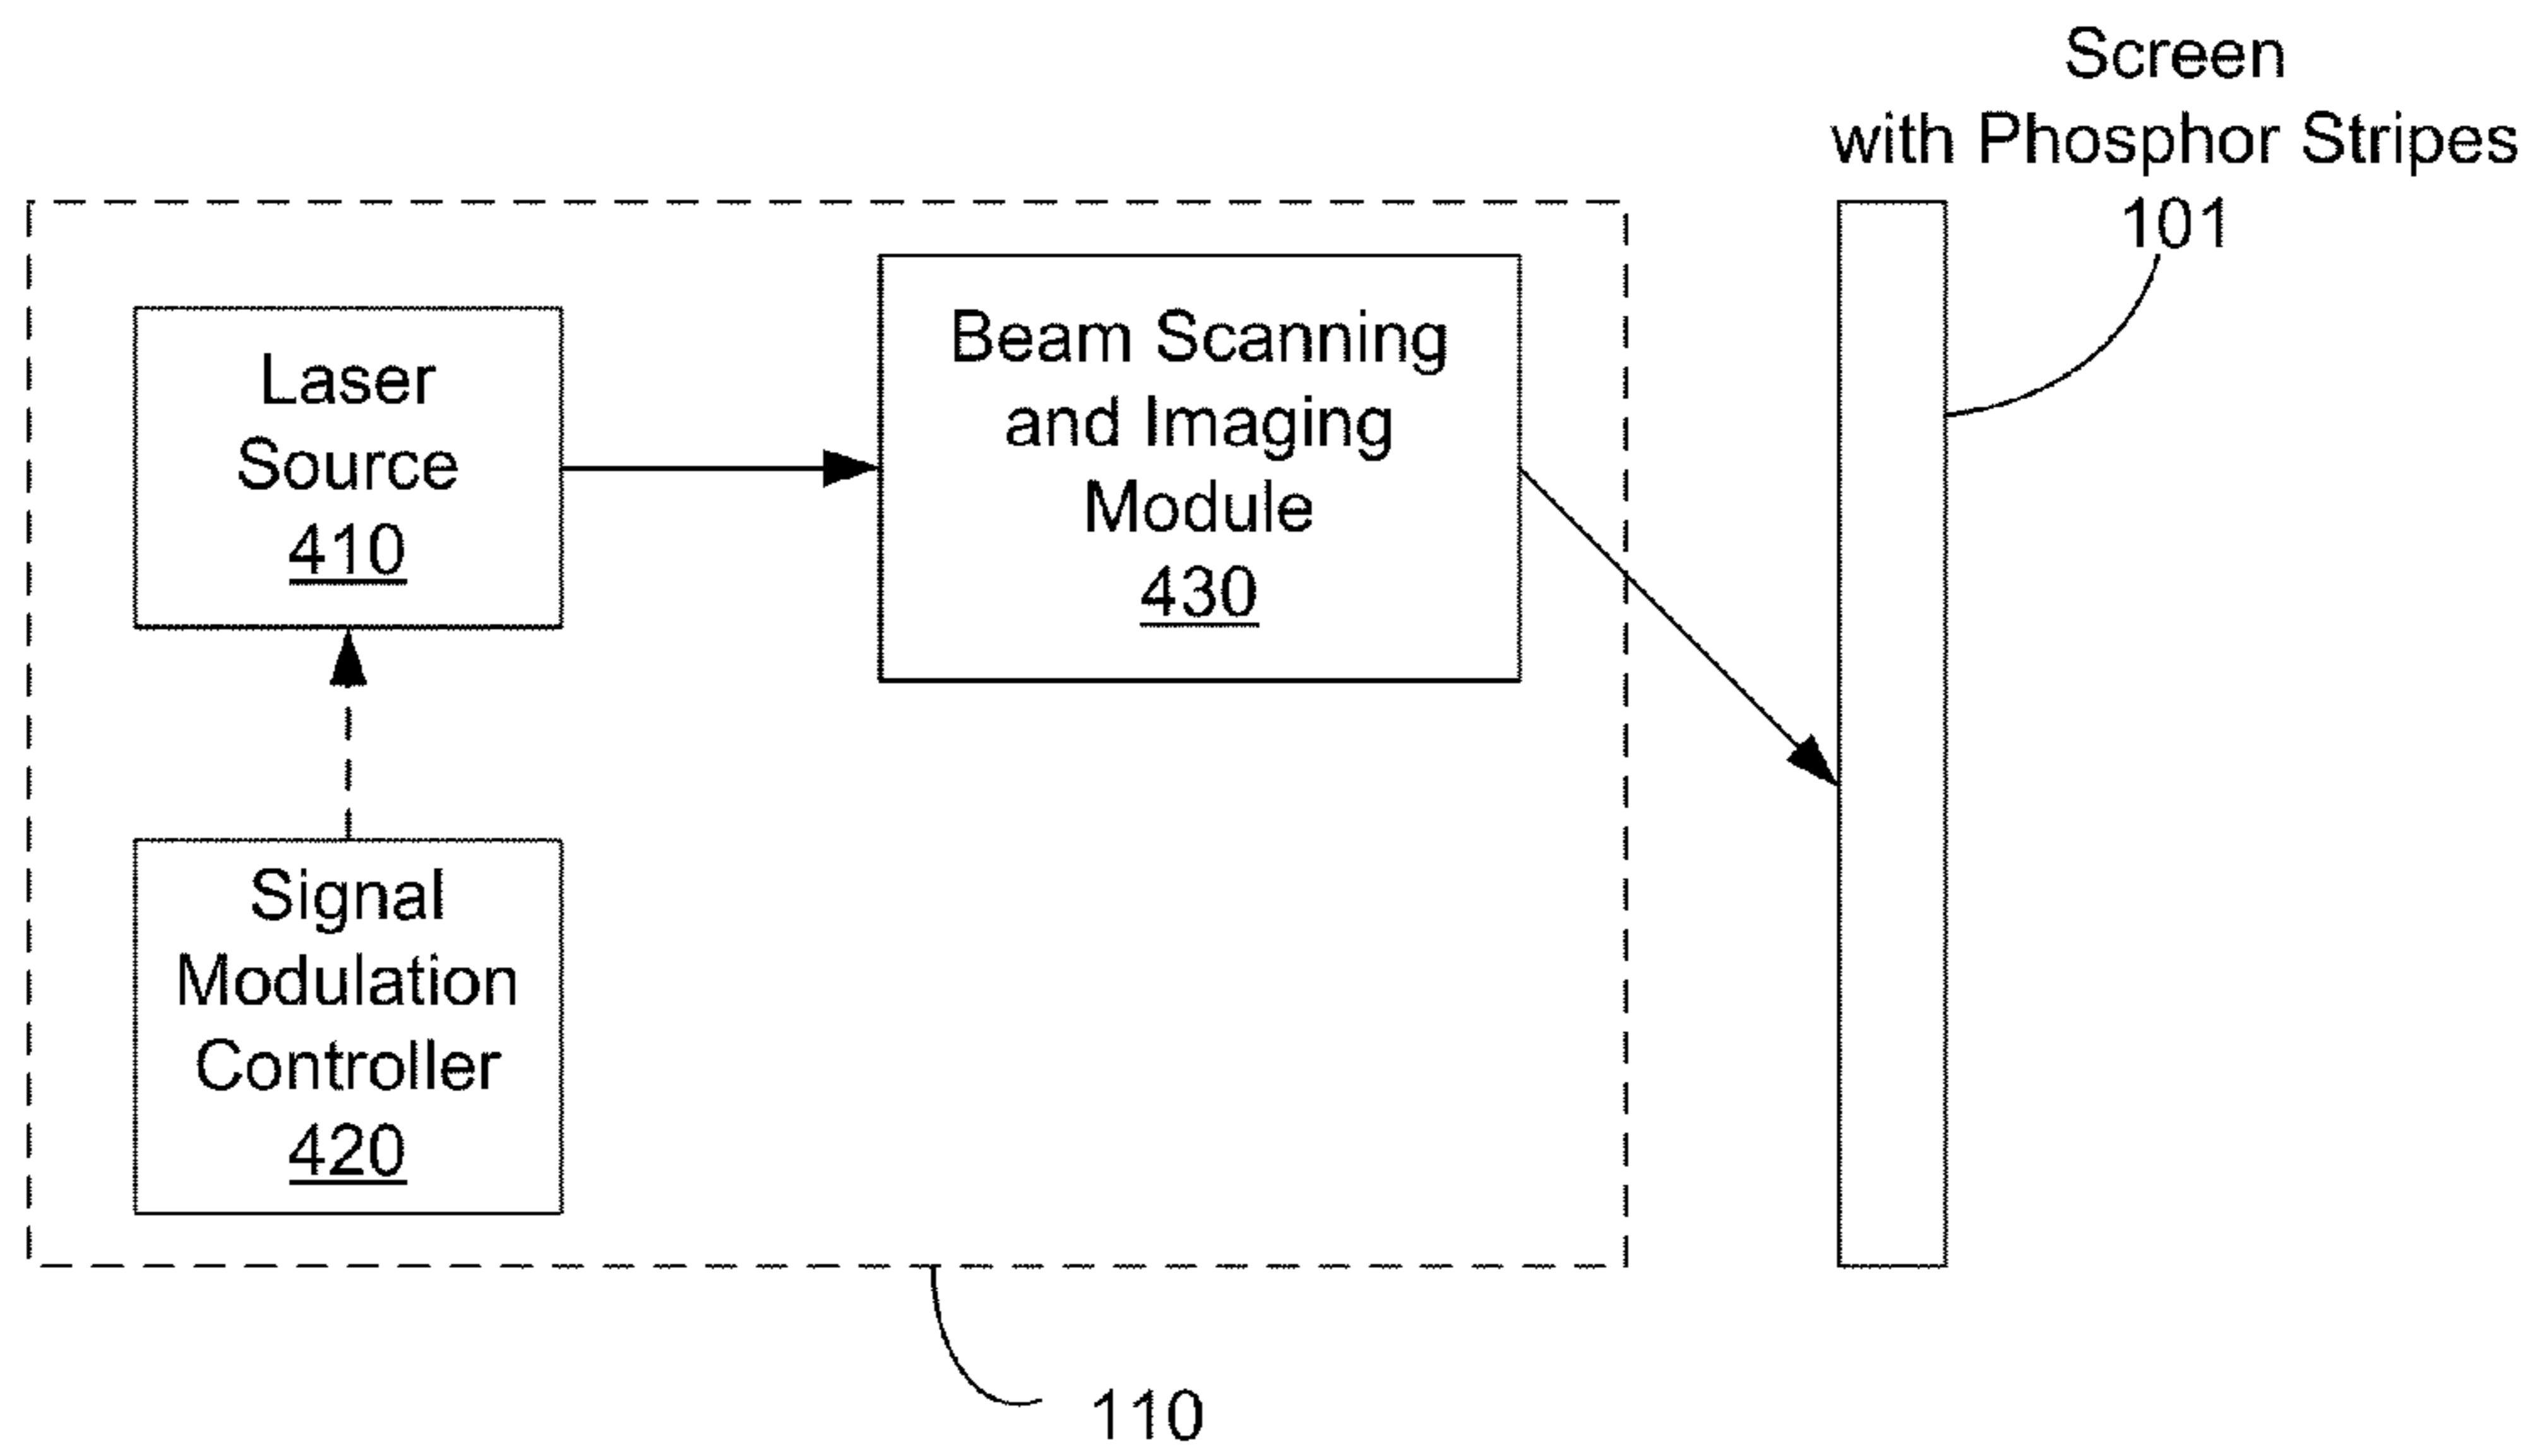 Screen
with Phosphor Stripes
101
Laser
Source
410
Beam Scanning
and Imaging
Module
430
Signal
Modulation
Controller
420
110